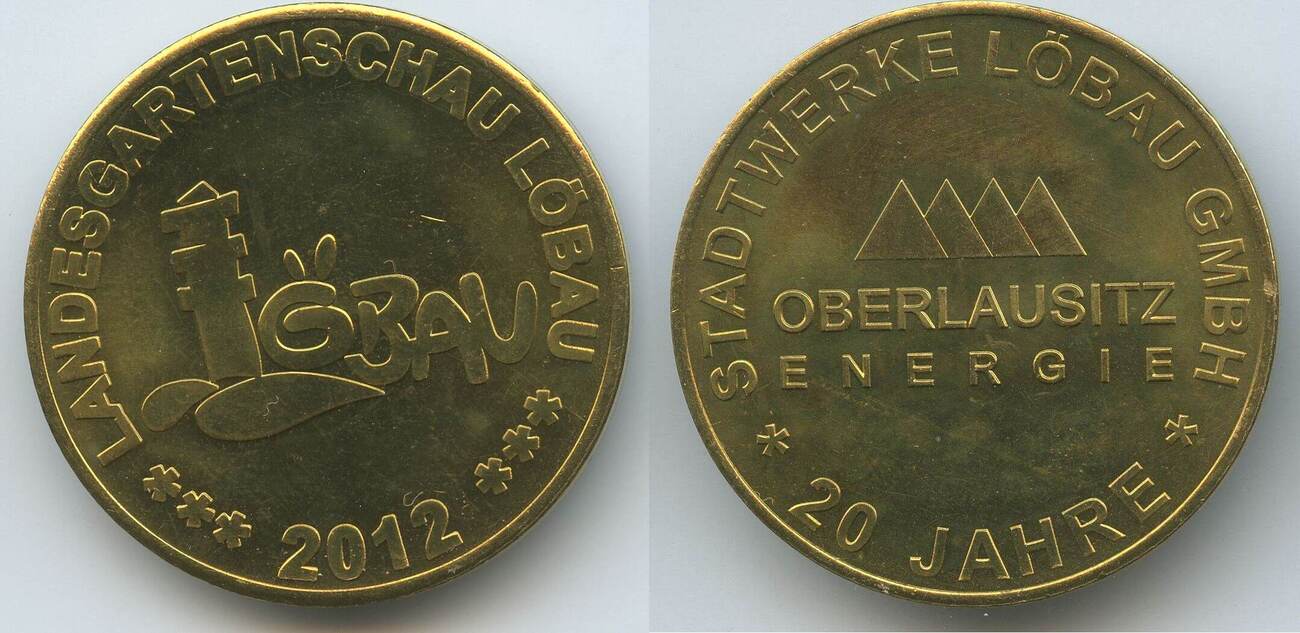 LANDESGARTENSCHAU LÖBAU
LÖBAU
*** 2012 ***
STADTWERKE LÖBAU GMBH
OBERLAUSITZ
ENERGIE
* 20 JAHRE *